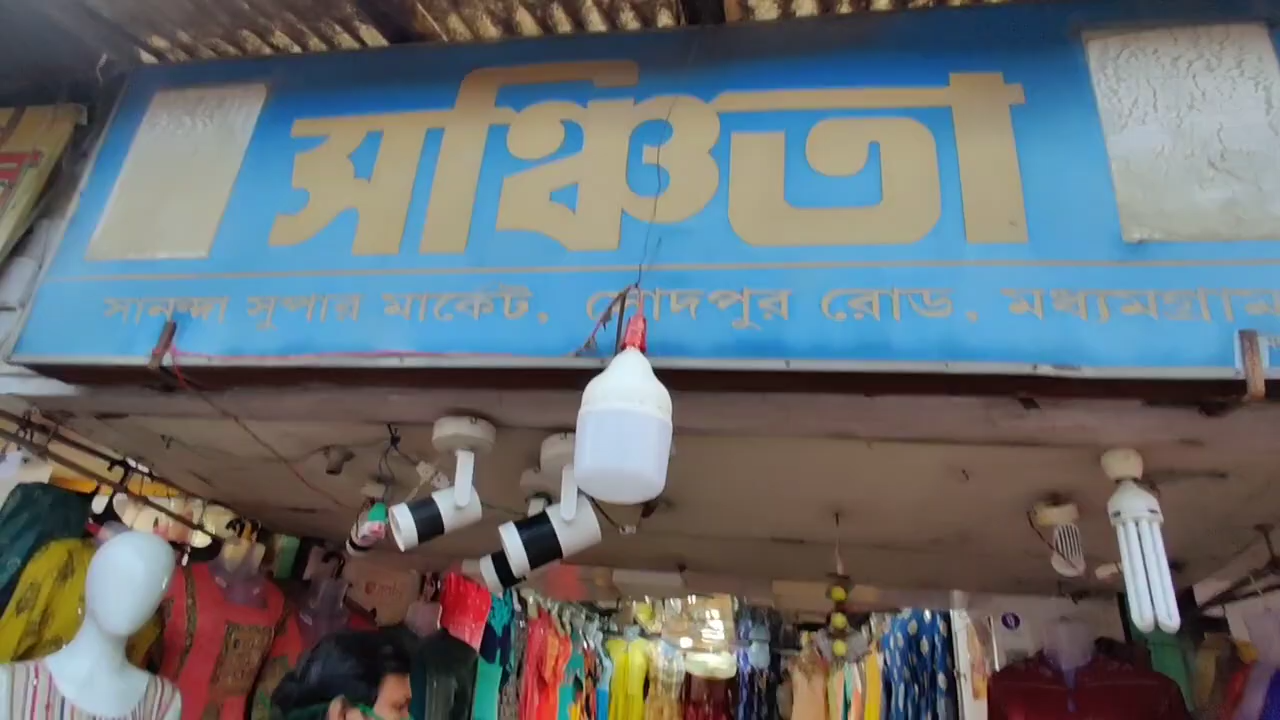 সঞ্চিতা
সানন্দা সুপার মার্কেট, সোদপুর রোড, মধ্যমগ্রাম